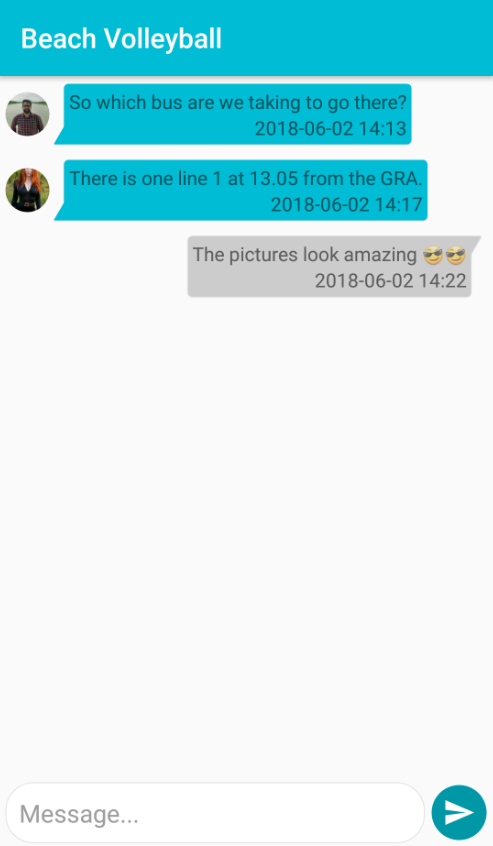 Beach Volleyball
So which bus are we taking to go there?
2018-06-02 14:13
There is one line 1 at 13.05 from the GRA.
2018-06-02 14:17
The pictures look amazing 😎😎
2018-06-02 14:22
Message...